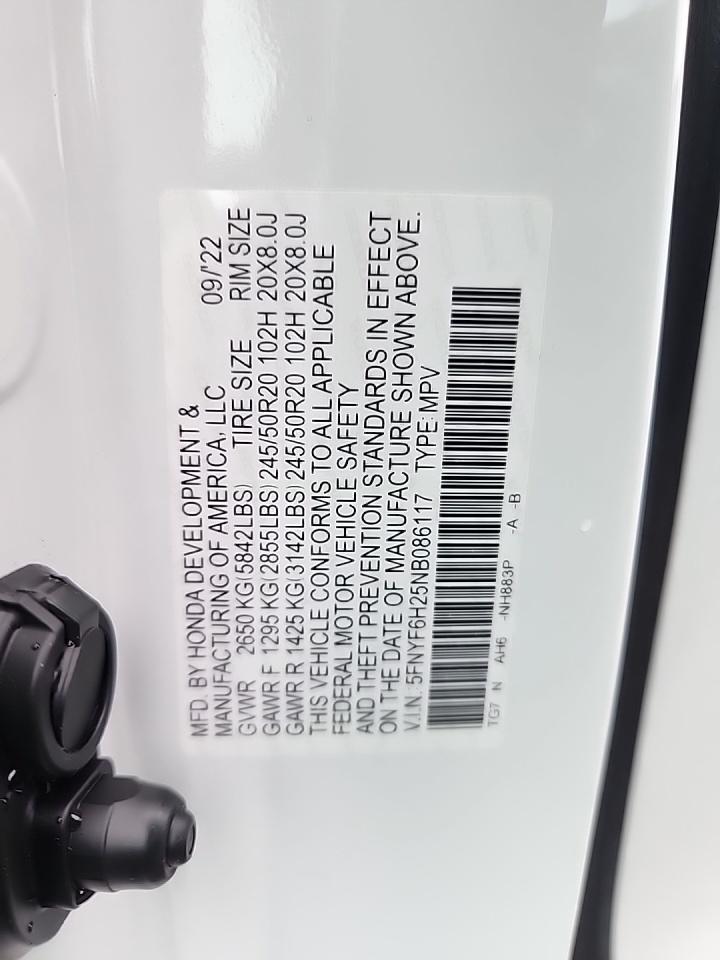 MFD. BY HONDA DEVELOPMENT &
MANUFACTURING OF AMERICA, LLC 09/'22
GVWR 2650 KG(5842LBS) TIRE SIZE RIM SIZE
GAWR F 1295 KG(2855LBS) 245/50R20 102H 20X8.0J
GAWR R 1425 KG(3142LBS) 245/50R20 102H 20X8.0J
THIS VEHICLE CONFORMS TO ALL APPLICABLE
FEDERAL MOTOR VEHICLE SAFETY
AND THEFT PREVENTION STANDARDS IN EFFECT
ON THE DATE OF MANUFACTURE SHOWN ABOVE.
V.I.N.: 5FNYF6H25NB086117 TYPE: MPV
TG7 N AH6 -NH883P -A -B